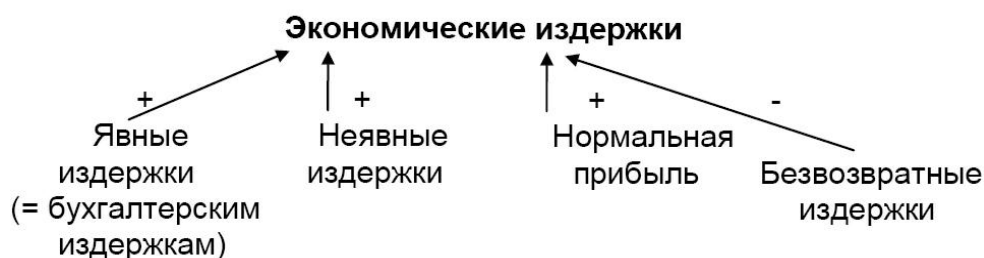 Экономические издержки
+
+
+
-
Явные
издержки
(= бухгалтерским
издержкам)
Неявные
издержки
Нормальная
прибыль
Безвозвратные
издержки